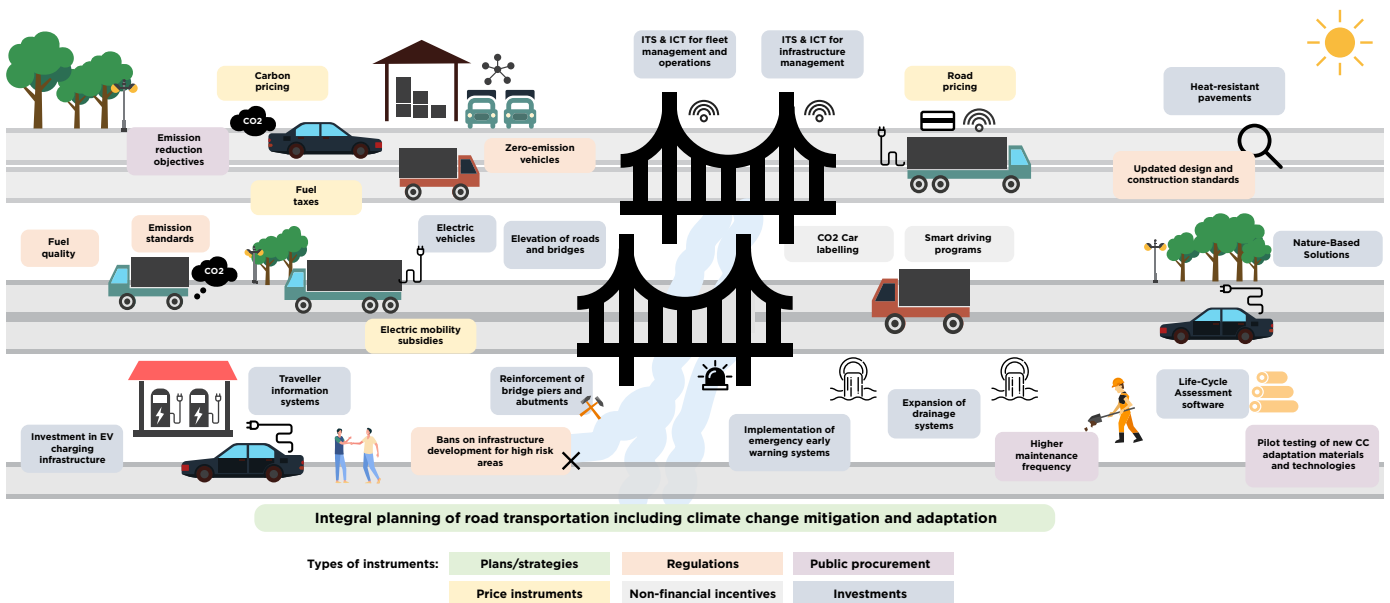 ITS & ICT for fleet
management and
operations
ITS & ICT for
infrastructure
management
Carbon
pricing
Road
pricing
Heat-resistant
pavements
CO2
Emission
reduction
objectives
Zero-emission
vehicles
Updated design and
construction standards
Fuel
taxes
Fuel
quality
Emission
standards
Electric
vehicles
Elevation of roads
and bridges
CO2 Car
labelling
Smart driving
programs
Nature-Based
Solutions
CO2
Electric mobility
subsidies
Traveller
information
systems
Reinforcement of
bridge piers and
abutments
Life-Cycle
Assessment
software
Expansion of
drainage
systems
Investment in EV
charging
infrastructure
Bans on infrastructure
development for high risk
areas
Implementation of
emergency early
warning systems
Higher
maintenance
frequency
Pilot testing of new CC
adaptation materials
and technologies
Integral planning of road transportation including climate change mitigation and adaptation
Types of instruments:
Plans/strategies
Regulations
Public procurement
Price instruments
Non-financial incentives
Investments